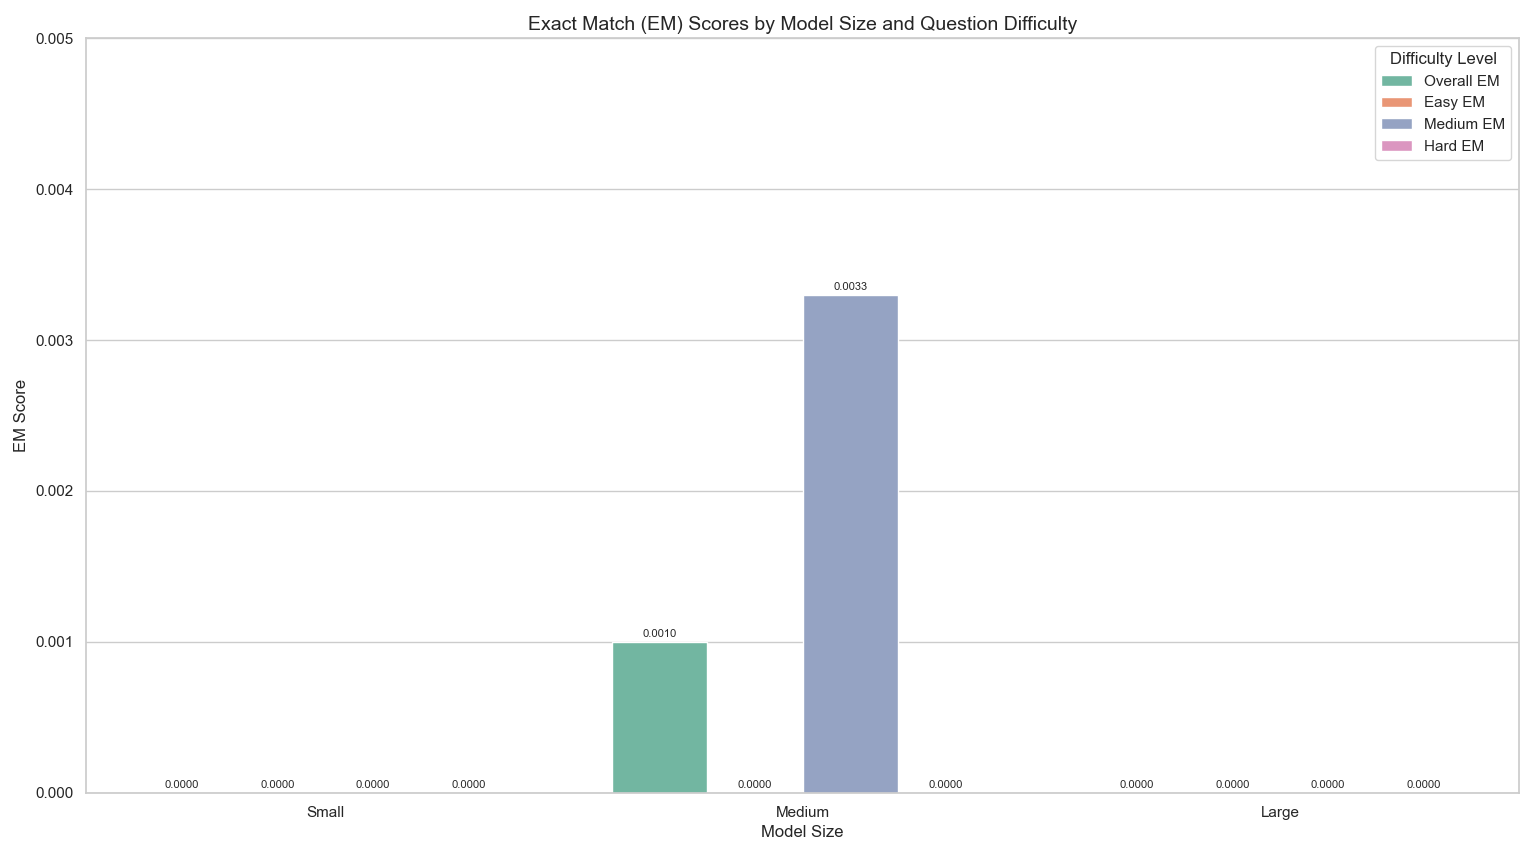 Exact Match (EM) Scores by Model Size and Question Difficulty
0.005
0.004
0.003
0.002
0.001
0.000
EM Score
Difficulty Level
Overall EM
Easy EM
Medium EM
Hard EM
0.0000 0.0000 0.0000 0.0000
0.0010 0.0000 0.0033 0.0000
0.0000 0.0000 0.0000 0.0000
Small Medium Large
Model Size